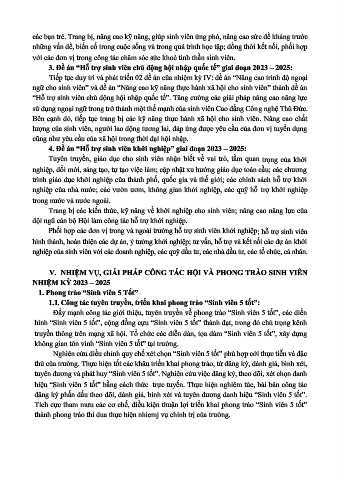 các bạn trẻ. Trang bị, nâng cao kỹ năng, giúp sinh viên ứng phó, nâng cao sức đề kháng trước
những vấn đề, biến cố trong cuộc sống và trong quá trình học tập; đồng thời kết nối, phối hợp
với các đơn vị trong công tác chăm sóc sức khoẻ tinh thần sinh viên.
3. Đề án “Hỗ trợ sinh viên chủ động hội nhập quốc tế” giai đoạn 2023 – 2025:
Tiếp tục duy trì và phát triển 02 đề án của nhiệm kỳ IV: đề án “Nâng cao trình độ ngoại
ngữ cho sinh viên” và đề án “Nâng cao kỹ năng thực hành xã hội cho sinh viên” thành đề án
“Hỗ trợ sinh viên chủ động hội nhập quốc tế”. Tăng cường các giải pháp nâng cao năng lực
sử dụng ngoại ngữ trong trở thành một thế mạnh của sinh viên Cao đẳng Công nghệ Thủ Đức.
Bên cạnh đó, tiếp tục trang bị các kỹ năng thực hành xã hội cho sinh viên. Nâng cao chất
lượng của sinh viên, người lao động tương lai, đáp ứng được yêu cầu của đơn vị tuyển dụng
cũng như yêu cầu của xã hội trong thời đại hội nhập.
4. Đề án “Hỗ trợ sinh viên khởi nghiệp” giai đoạn 2023 – 2025:
Tuyên truyền, giáo dục cho sinh viên nhận biết về vai trò, tầm quan trọng của khởi
nghiệp, đổi mới, sáng tạo, tự tạo việc làm; cập nhật xu hướng giáo dục toàn cầu; các chương
trình giáo dục khởi nghiệp của thành phố, quốc gia và thế giới; các chính sách hỗ trợ khởi
nghiệp của nhà nước; các vườn ươm, không gian khởi nghiệp, các quỹ hỗ trợ khởi nghiệp
trong nước và nước ngoài.
Trang bị các kiến thức, kỹ năng về khởi nghiệp cho sinh viên; nâng cao năng lực của
đội ngũ cán bộ Hội làm công tác hỗ trợ khởi nghiệp.
Phối hợp các đơn vị trong và ngoài trường hỗ trợ sinh viên khởi nghiệp; hỗ trợ sinh viên
hình thành, hoàn thiện các dự án, ý tưởng khởi nghiệp; tư vấn, hỗ trợ và kết nối các dự án khởi
nghiệp của sinh viên với các doanh nghiệp, các quỹ đầu tư, các nhà đầu tư, các tổ chức, cá nhân.
V. NHIỆM VỤ, GIẢI PHÁP CÔNG TÁC HỘI VÀ PHONG TRÀO SINH VIÊN
NHIỆM KỲ 2023 – 2025
1. Phong trào “Sinh viên 5 Tốt”
1.1. Công tác tuyên truyền, triển khai phong trào “Sinh viên 5 tốt”:
Đẩy mạnh công tác giới thiệu, tuyên truyền về phong trào “Sinh viên 5 tốt”, các điển
hình “Sinh viên 5 tốt”, cộng đồng cựu “Sinh viên 5 tốt” thành đạt, trong đó chú trọng kênh
truyền thông trên mạng xã hội. Tổ chức các diễn đàn, tọa đàm “Sinh viên 5 tốt”, xây dựng
không gian tôn vinh “Sinh viên 5 tốt” tại trường.
Nghiên cứu điều chỉnh quy chế xét chọn “Sinh viên 5 tốt” phù hợp với thực tiễn và đặc
thù của trường. Thực hiện tốt các khâu triển khai phong trào, từ đăng ký, đánh giá, bình xét,
tuyên dương và phát huy “Sinh viên 5 tốt”. Nghiên cứu việc đăng ký, theo dõi, xét chọn danh
hiệu “Sinh viên 5 tốt” bằng cách thức trực tuyến. Thực hiện nghiêm túc, bài bản công tác
đăng ký phấn đấu theo dõi, đánh giá, bình xét và tuyên dương danh hiệu “Sinh viên 5 tốt”.
Tích cực tham mưu các cơ chế, điều kiện thuận lợi triển khai phong trào “Sinh viên 5 tốt”
thành phong trào thi đua thực hiện nhiemj vụ chính trị của trường.